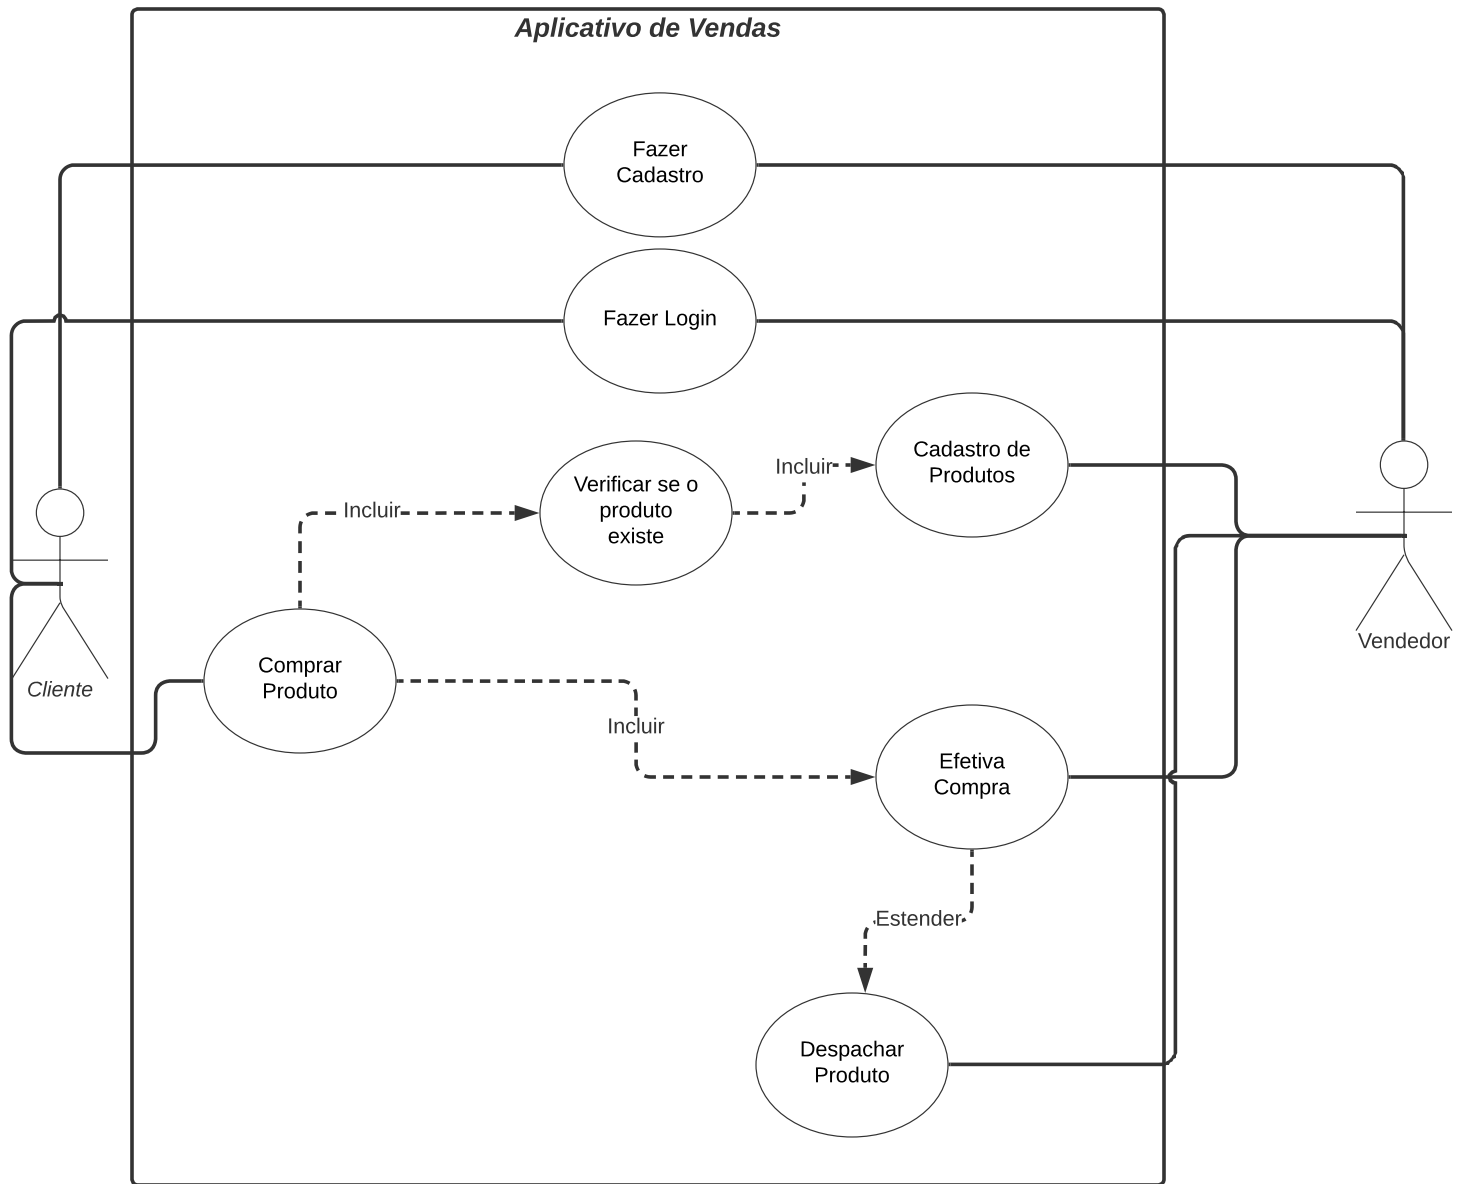 Aplicativo de Vendas
Fazer
Cadastro
Fazer Login
Cadastro de
Produtos
Incluir
Verificar se o
produto
existe
Incluir
Vendedor
Comprar
Produto
Cliente
Incluir
Efetiva
Compra
Estender
Despachar
Produto